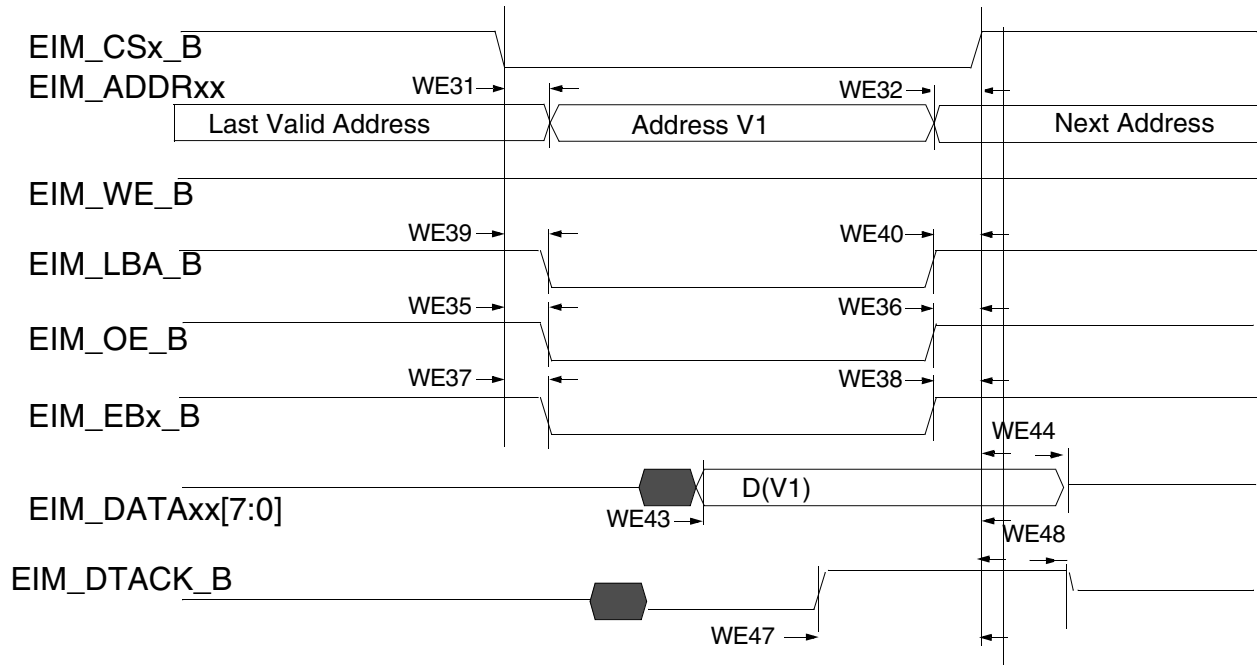 EIM_CSx_B
EIM_ADDRxx
WE31
WE32
Last Valid Address
Address V1
Next Address
EIM_WE_B
WE39
WE40
EIM_LBA_B
WE35
WE36
EIM_OE_B
WE37
WE38
EIM_EBx_B
WE44
D(V1)
EIM_DATAxx[7:0]
WE43
WE48
EIM_DTACK_B
WE47